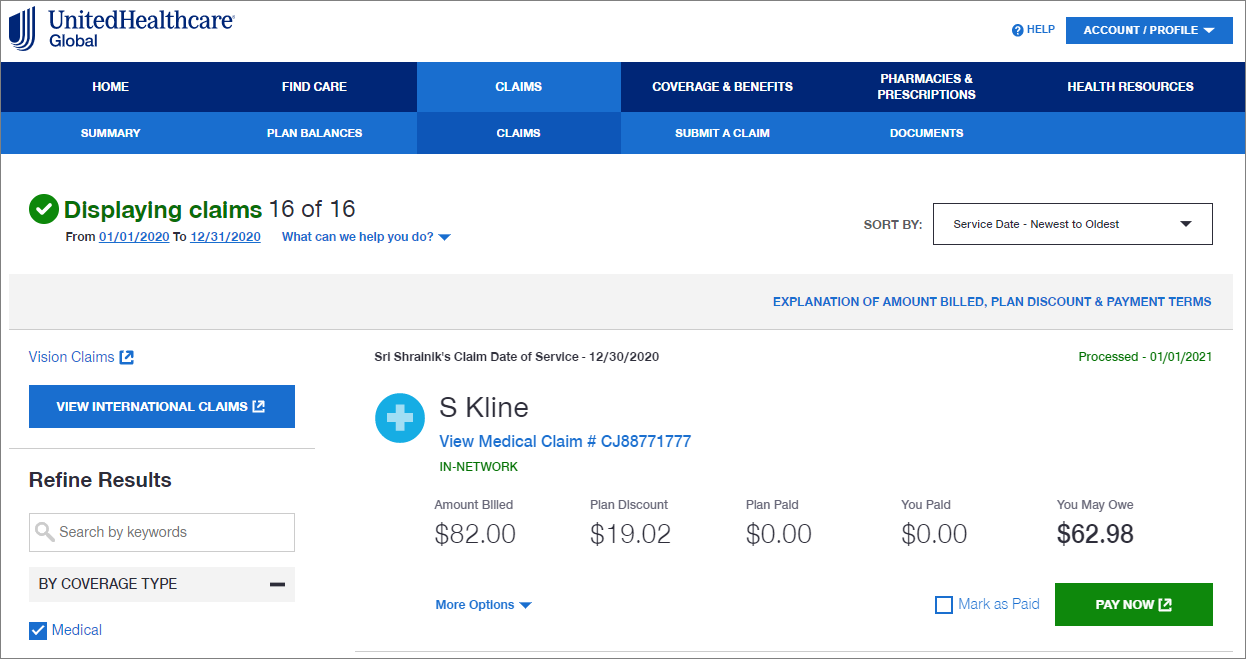 UnitedHealthcare®
Global
HELP
ACCOUNT / PROFILE
HOME
FIND CARE
CLAIMS
COVERAGE & BENEFITS
PHARMACIES &
PRESCRIPTIONS
HEALTH RESOURCES
SUMMARY
PLAN BALANCES
CLAIMS
SUBMIT A CLAIM
DOCUMENTS
Displaying claims 16 of 16
From 01/01/2020 To 12/31/2020
What can we help you do?
SORT BY:
Service Date - Newest to Oldest
EXPLANATION OF AMOUNT BILLED, PLAN DISCOUNT & PAYMENT TERMS
Vision Claims
VIEW INTERNATIONAL CLAIMS
Refine Results
Search by keywords
BY COVERAGE TYPE
Medical
Sri Shralnik's Claim Date of Service - 12/30/2020
Processed - 01/01/2021
S Kline
View Medical Claim # CJ88771777
IN-NETWORK
Amount Billed
$82.00
Plan Discount
$19.02
Plan Paid
$0.00
You Paid
$0.00
You May Owe
$62.98
More Options
Mark as Paid
PAY NOW